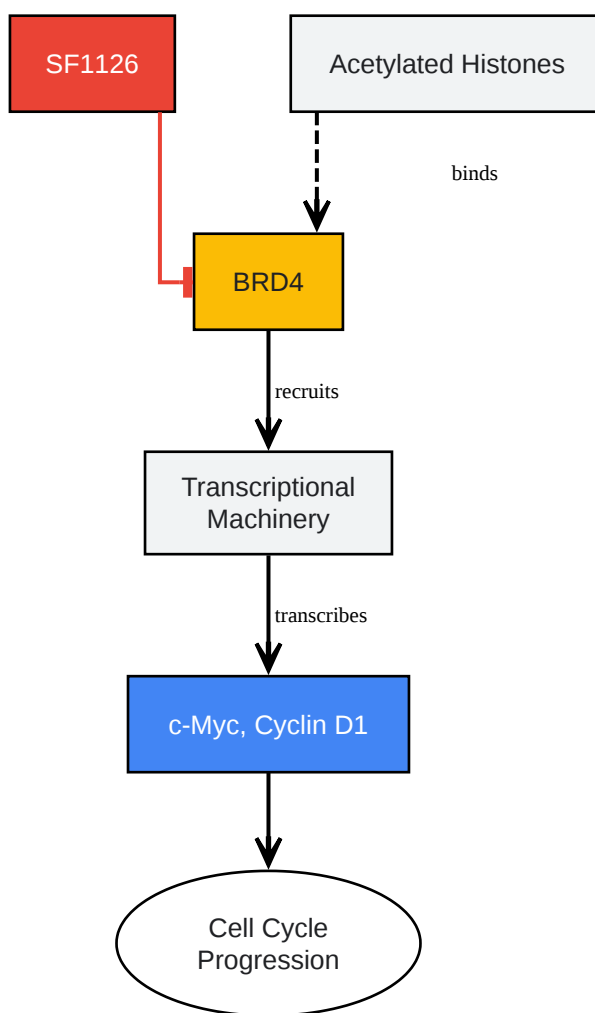 SF1126
Acetylated Histones
binds
BRD4
recruits
Transcriptional
Machinery
transcribes
c-Myc, Cyclin D1
Cell Cycle
Progression